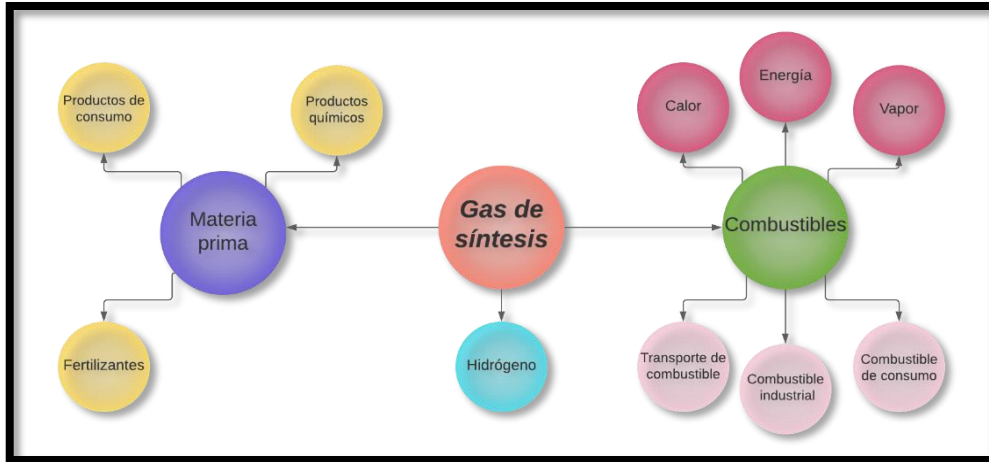 Productos de
consumo
Productos
químicos
Materia
prima
Fertilizantes
Gas de
síntesis
Hidrógeno
Calor
Energía
Vapor
Combustibles
Transporte de
combustible
Combustible
industrial
Combustible
de consumo